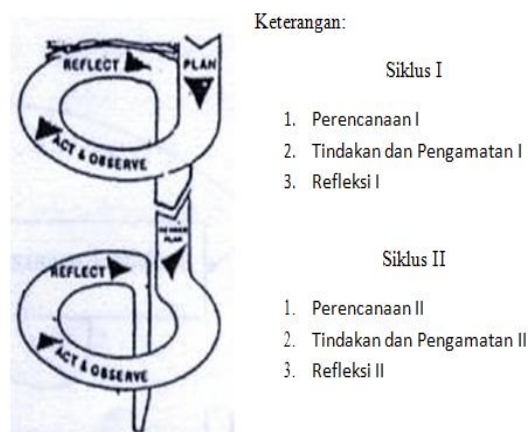 REFLECT
PLAN
ACT & OBSERVE
REFLECT
PLAN
ACT & OBSERVE
Keterangan:
Siklus I
1. Perencanaan I
2. Tindakan dan Pengamatan I
3. Refleksi I
Siklus II
1. Perencanaan II
2. Tindakan dan Pengamatan II
3. Refleksi II